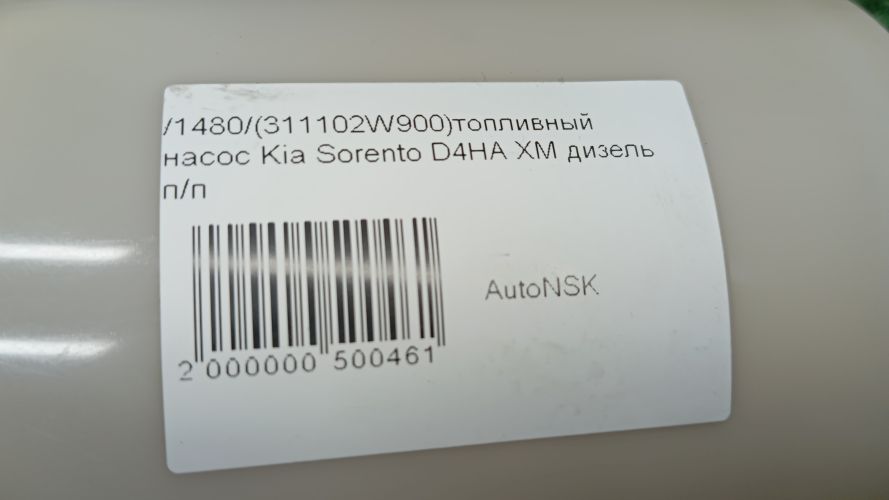 /1480/(311102W900)топливный
насос Kia Sorento D4HA XM дизель
п/п
AutoNSK
2 000000 500461